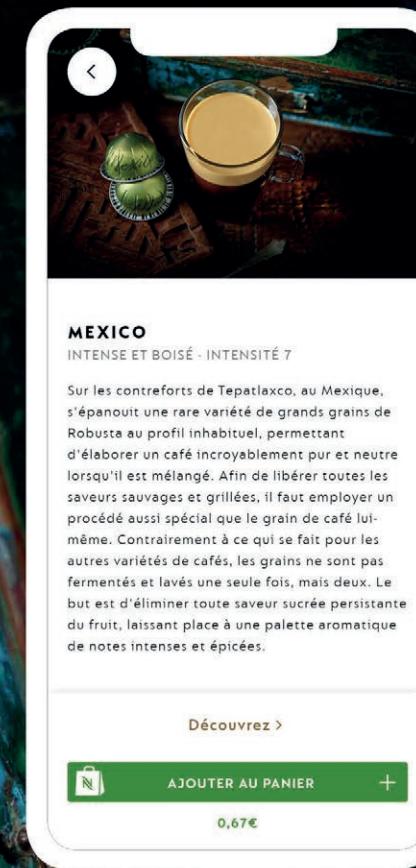 MEXICO
INTENSE ET BOISÉ - INTENSITÉ 7
Sur les contreforts de Tepatlaxco, au Mexique,
s'épanouit une rare variété de grands grains de
Robusta au profil inhabituel, permettant
d'élaborer un café incroyablement pur et neutre
lorsqu'il est mélangé. Afin de libérer toutes les
saveurs sauvages et grillées, il faut employer un
procédé aussi spécial que le grain de café lui-
même. Contrairement à ce qui se fait pour les
autres variétés de cafés, les grains ne sont pas
fermentés et lavés une seule fois, mais deux. Le
but est d'éliminer toute saveur sucrée persistante
du fruit, laissant place à une palette aromatique
de notes intenses et épicées.
Découvrez >
AJOUTER AU PANIER +
0,67€